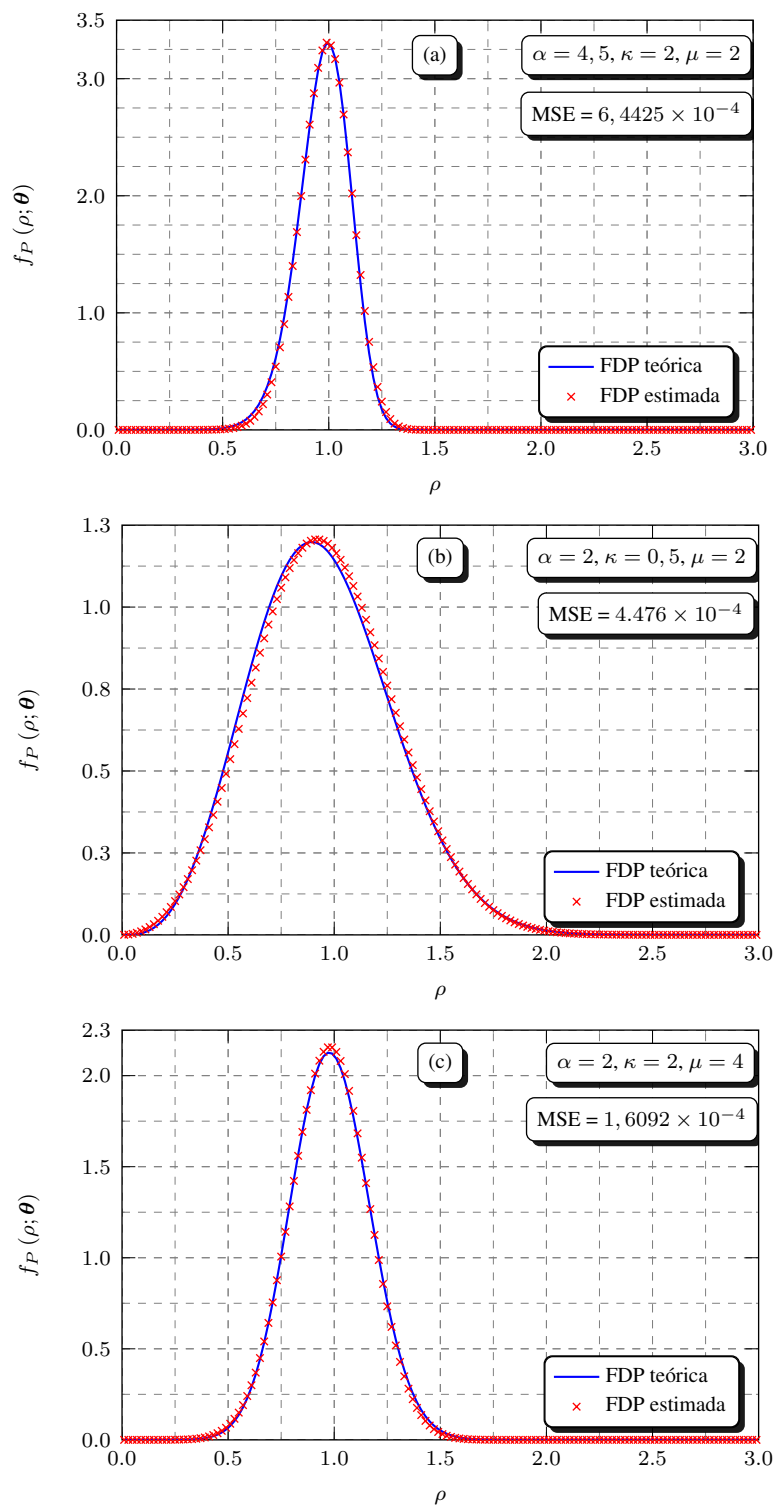 3.5
(a)
α = 4, 5, κ = 2, μ = 2
3.0
MSE = 6, 4425 × 10⁻⁴
f_P (ρ; θ)
2.0
1.0
FDP teórica
FDP estimada
0.0
0.0 0.5 1.0 1.5 2.0 2.5 3.0
ρ
1.3
(b)
α = 2, κ = 0, 5, μ = 2
1.0
MSE = 4.476 × 10⁻⁴
0.8
f_P (ρ; θ)
0.5
0.3
FDP teórica
FDP estimada
0.0
0.0 0.5 1.0 1.5 2.0 2.5 3.0
ρ
2.3
(c)
α = 2, κ = 2, μ = 4
2.0
MSE = 1, 6092 × 10⁻⁴
1.5
f_P (ρ; θ)
1.0
0.5
FDP teórica
FDP estimada
0.0
0.0 0.5 1.0 1.5 2.0 2.5 3.0
ρ